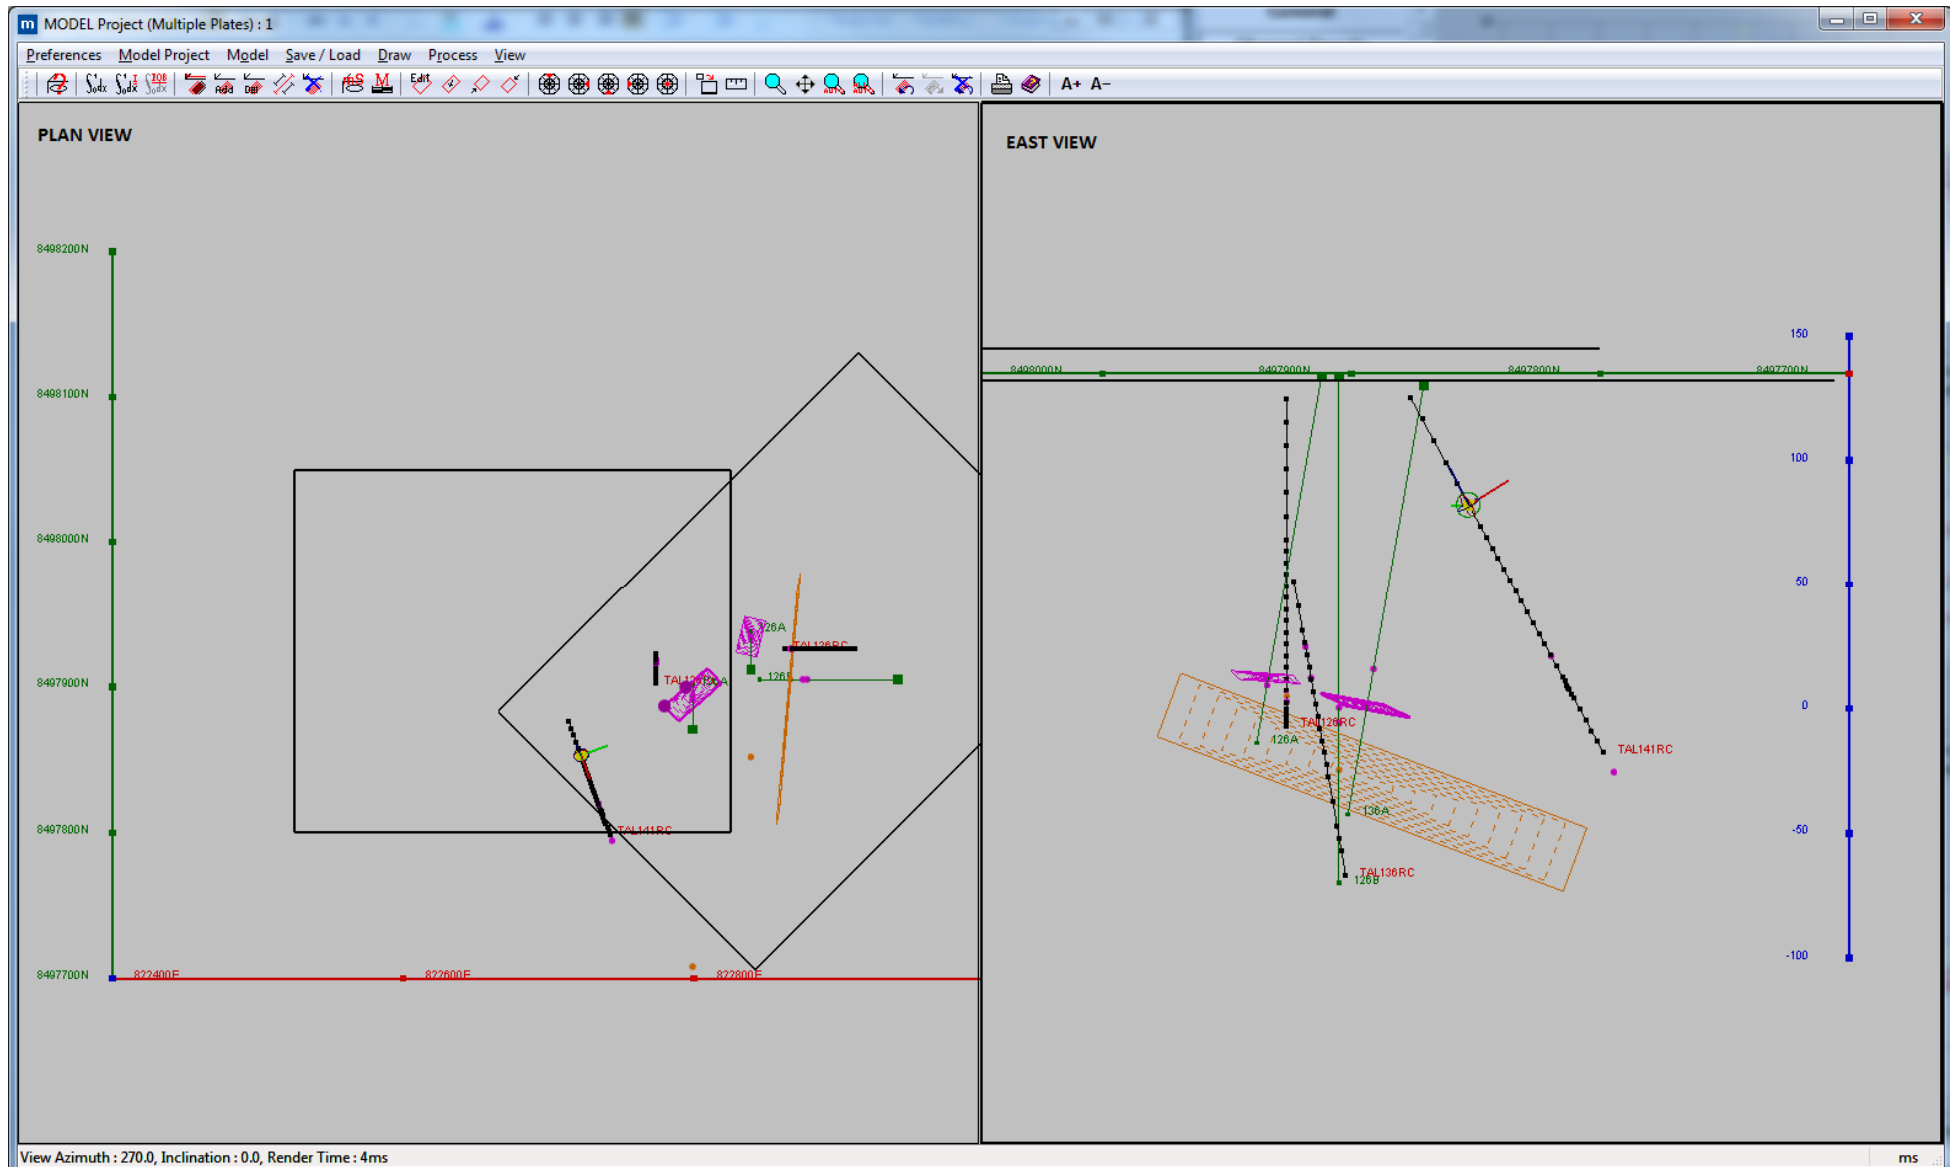 MODEL Project (Multiple Plates) : 1
Preferences Model Project Model Save / Load Draw Process View
A+ A-
PLAN VIEW
8498200N
8498100N
8498000N
8497900N
8497800N
8497700N
822400E 822600E 822800E
126A
TAL126RC
126B
TAL141RC
EAST VIEW
8498000N 8497900N 8497800N 8497700N
150
100
50
0
-50
-100
TAL126RC
126A
TAL141RC
136A
TAL136RC
126B
View Azimuth : 270.0, Inclination : 0.0, Render Time : 4ms
ms